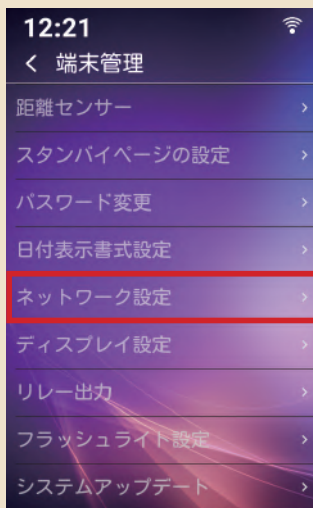 12:21
端末管理
距離センサー
スタンバイページの設定
パスワード変更
日付表示書式設定
ネットワーク設定
ディスプレイ設定
リレー出力
フラッシュライト設定
システムアップデート